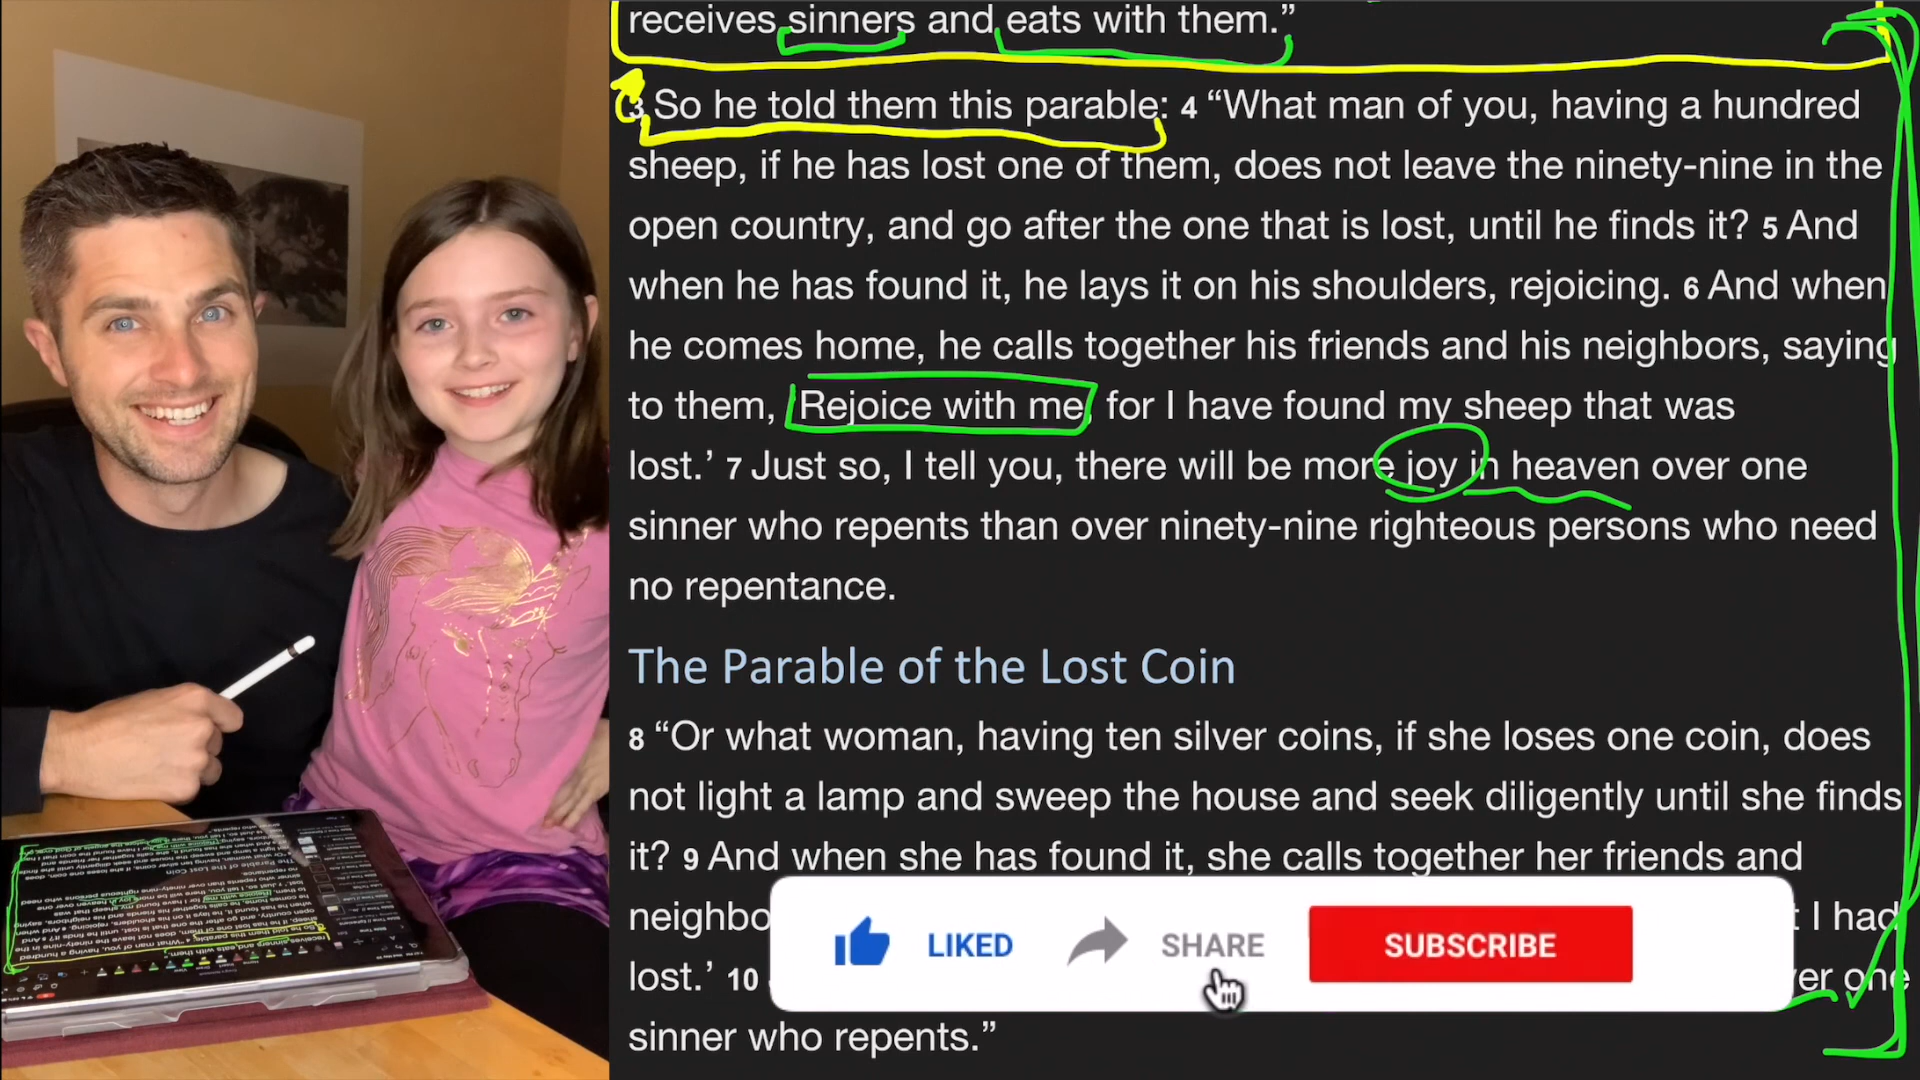 receives sinners and eats with them.”
3 So he told them this parable: 4 “What man of you, having a hundred
sheep, if he has lost one of them, does not leave the ninety-nine in the
open country, and go after the one that is lost, until he finds it? 5 And
when he has found it, he lays it on his shoulders, rejoicing. 6 And when
he comes home, he calls together his friends and his neighbors, saying
to them, ‘Rejoice with me, for I have found my sheep that was
lost.’ 7 Just so, I tell you, there will be more joy in heaven over one
sinner who repents than over ninety-nine righteous persons who need
no repentance.
The Parable of the Lost Coin
8 “Or what woman, having ten silver coins, if she loses one coin, does
not light a lamp and sweep the house and seek diligently until she finds
it? 9 And when she has found it, she calls together her friends and
I had
lost.’ 10 one
sinner who repents.”
LIKED SHARE SUBSCRIBE